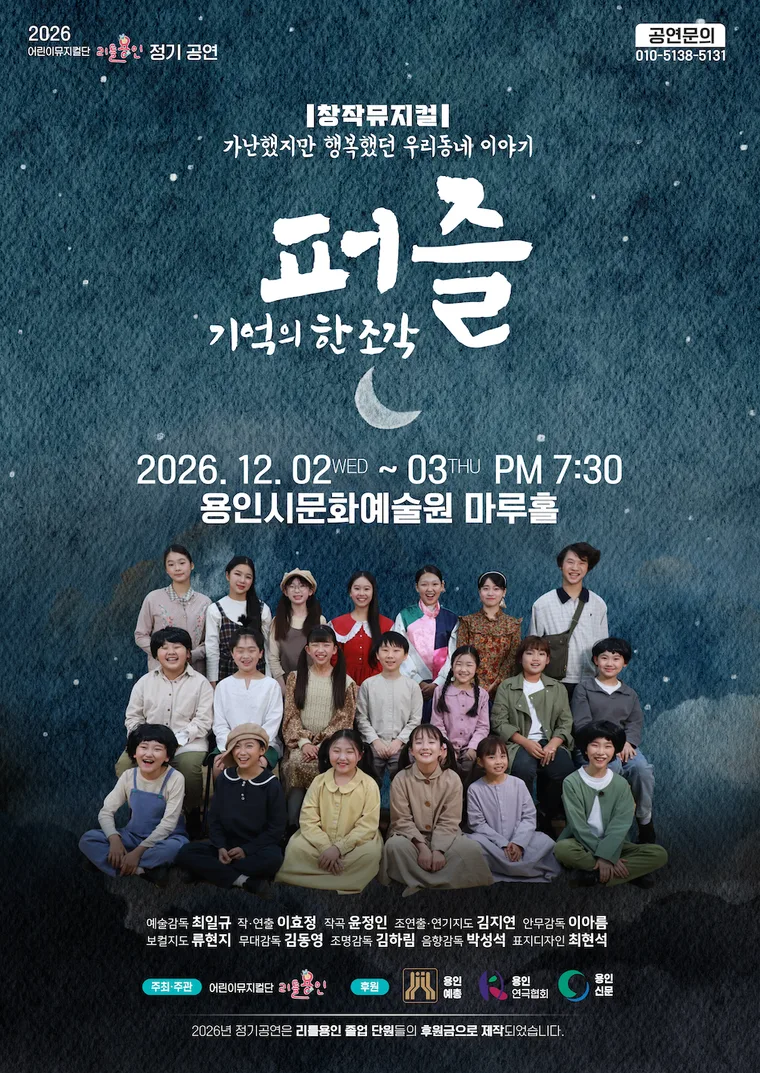 2026
어린이뮤지컬단 리틀용인 정기 공연
공연문의
010-5138-5131
|창작뮤지컬|
가난했지만 행복했던 우리동네 이야기
퍼즐
기억의 한 조각
2026. 12. 02WED ~ 03THU PM 7:30
용인시문화예술원 마루홀
예술감독 최일규 작·연출 이효정 작곡 윤정인 조연출·연기지도 김지연 안무감독 이아름
보컬지도 류현지 무대감독 김동영 조명감독 김하림 음향감독 박성석 표지디자인 최현석
주최·주관 어린이뮤지컬단 리틀용인 후원 용인예총 용인연극협회 용인신문
2026년 정기공연은 리틀용인 졸업 단원들의 후원금으로 제작되었습니다.